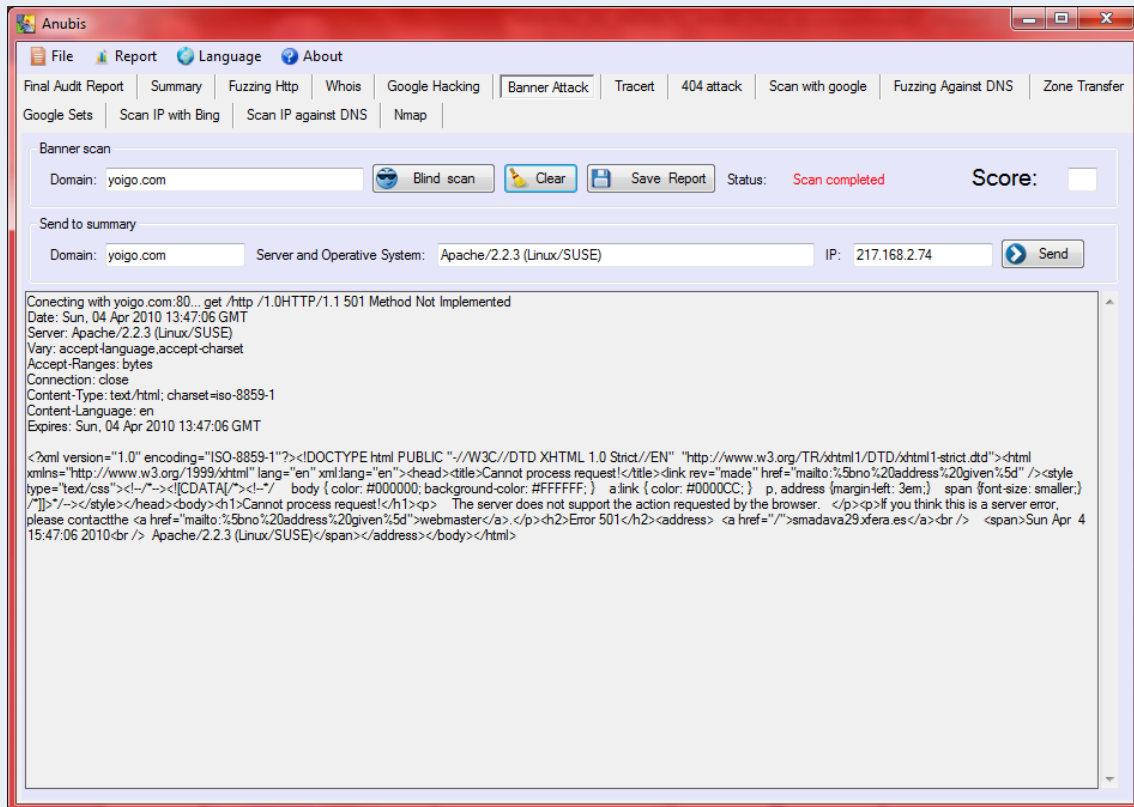 Anubis
File Report Language About
Final Audit Report Summary Fuzzing Http Whois Google Hacking Banner Attack Tracert 404 attack Scan with google Fuzzing Against DNS Zone Transfer
Google Sets Scan IP with Bing Scan IP against DNS Nmap
Banner scan
Domain: yoigo.com Blind scan Clear Save Report Status: Scan completed Score:
Send to summary
Domain: yoigo.com Server and Operative System: Apache/2.2.3 (Linux/SUSE) IP: 217.168.2.74 Send
Conecting with yoigo.com:80... get /http /1.0HTTP/1.1 501 Method Not Implemented
Date: Sun, 04 Apr 2010 13:47:06 GMT
Server: Apache/2.2.3 (Linux/SUSE)
Vary: accept-language,accept-charset
Accept-Ranges: bytes
Connection: close
Content-Type: text/html; charset=iso-8859-1
Content-Language: en
Expires: Sun, 04 Apr 2010 13:47:06 GMT
<?xml version="1.0" encoding="ISO-8859-1"?><!DOCTYPE html PUBLIC "-//W3C//DTD XHTML 1.0 Strict//EN" "http://www.w3.org/TR/xhtml1/DTD/xhtml1-strict.dtd"><html
xmlns="http://www.w3.org/1999/xhtml" lang="en" xml:lang="en"><head><title>Cannot process request!</title><link rev="made" href="mailto:%5bno%20address%20given%5d" /><style
type="text/css"><!--/*--><![CDATA[/*><!--*/ body { color: #000000; background-color: #FFFFFF; } a:link { color: #0000CC; } p, address {margin-left: 3em;} span {font-size: smaller;}
/*]]>*/--></style></head><body><h1>Cannot process request!</h1><p> The server does not support the action requested by the browser. </p><p>If you think this is a server error,
please contactthe <a href="mailto:%5bno%20address%20given%5d">webmaster</a>.</p><h2>Error 501</h2><address> <a href="/">smadava29.xfera.es</a><br /> <span>Sun Apr 4
15:47:06 2010<br /> Apache/2.2.3 (Linux/SUSE)</span></address></body></html>